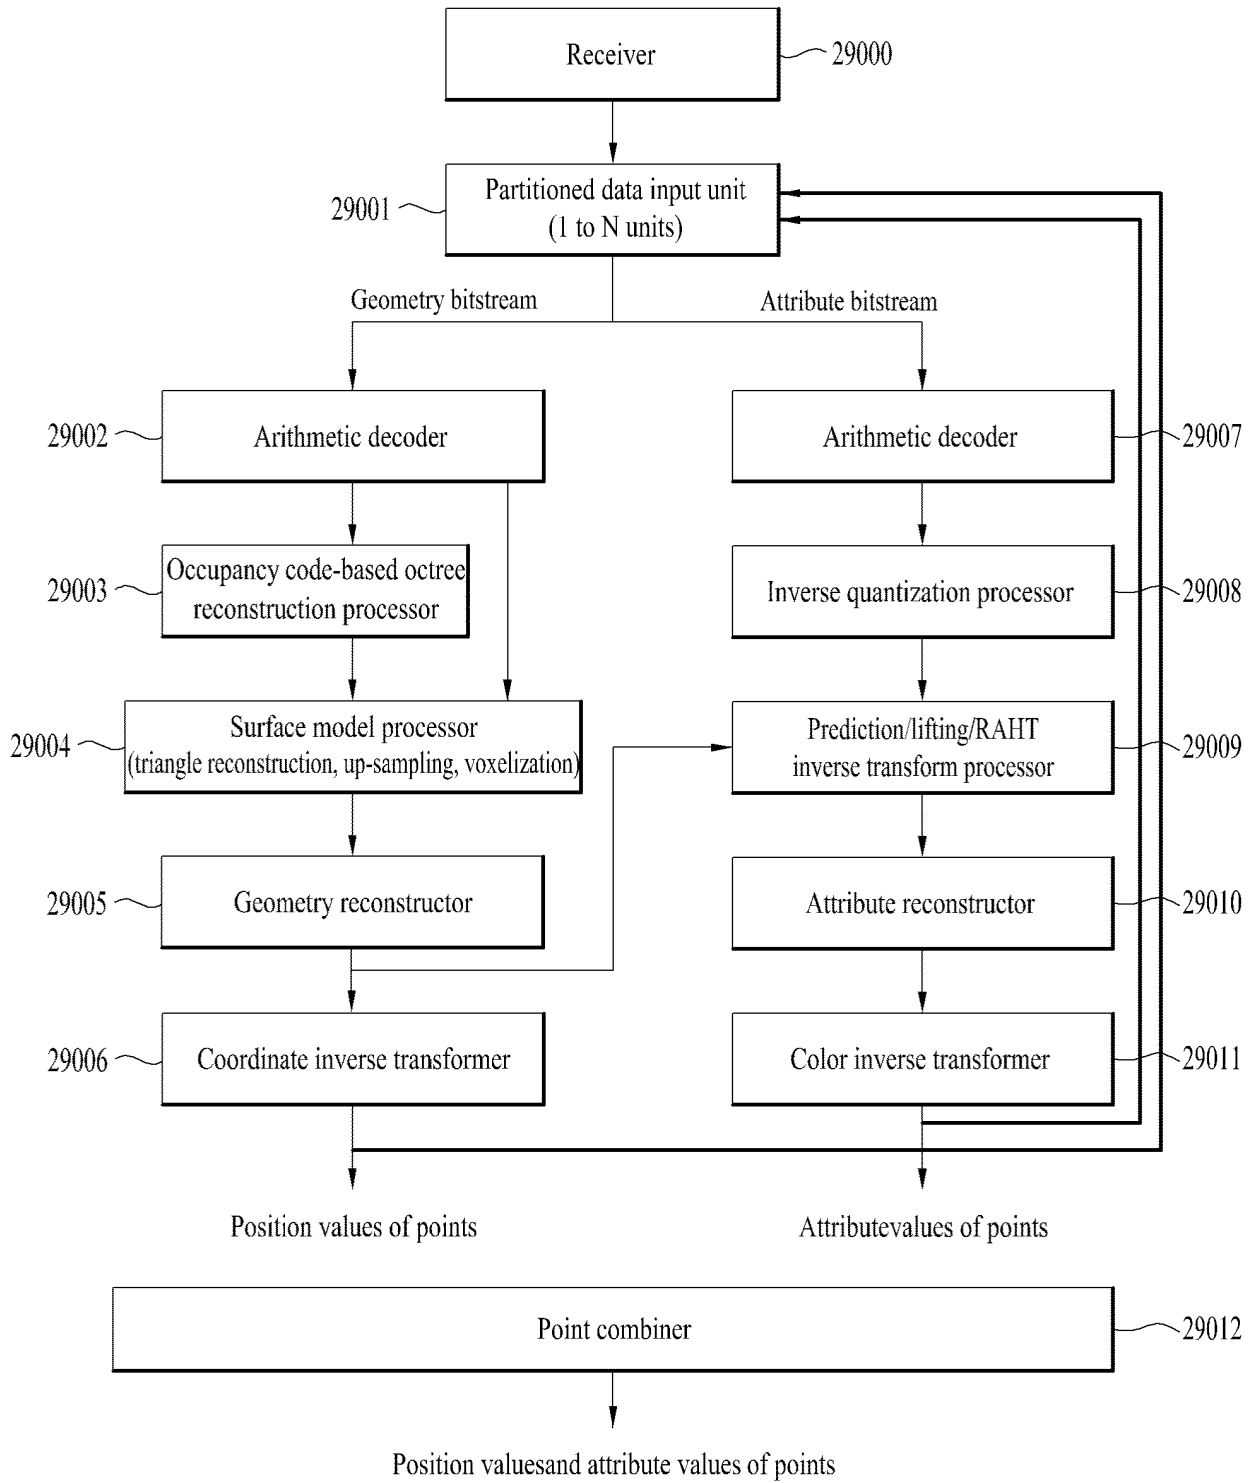 Receiver
29000
Partitioned data input unit
(1 to N units)
29001
Geometry bitstream
Attribute bitstream
29002
Arithmetic decoder
Arithmetic decoder
29007
29003
Occupancy code-based octree
reconstruction processor
Inverse quantization processor
29008
29004
Surface model processor
(triangle reconstruction, up-sampling, voxelization)
Prediction/lifting/RAHT
inverse transform processor
29009
29005
Geometry reconstructor
Attribute reconstructor
29010
29006
Coordinate inverse transformer
Color inverse transformer
29011
Position values of points
Attributevalues of points
Point combiner
29012
Position valuesand attribute values of points